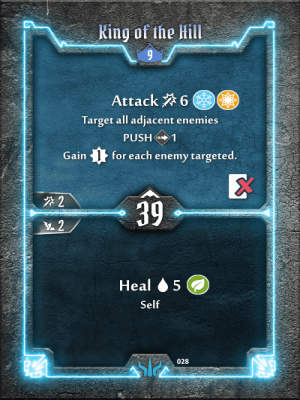 King of the Hill
9
Attack 6
Target all adjacent enemies
PUSH 1
Gain 1 for each enemy targeted.
2
2
39
Heal 5
Self
028